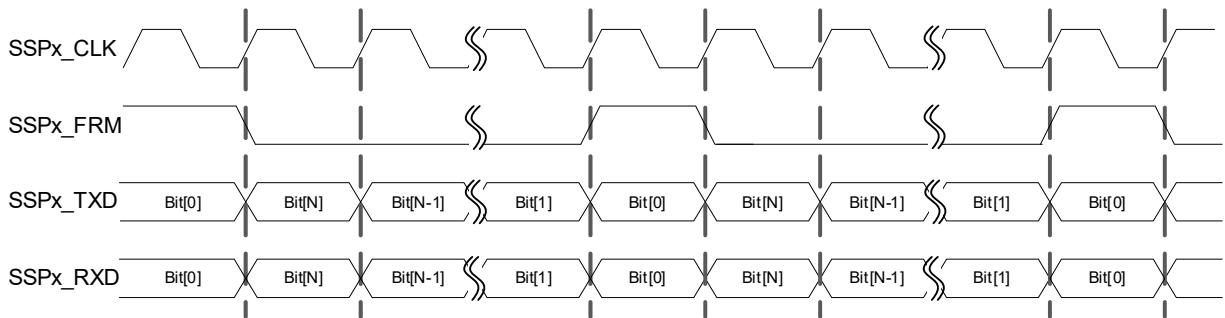 SSPx_CLK
SSPx_FRM
SSPx_TXD Bit[0] Bit[N] Bit[N-1] Bit[1] Bit[0] Bit[N] Bit[N-1] Bit[1] Bit[0]
SSPx_RXD Bit[0] Bit[N] Bit[N-1] Bit[1] Bit[0] Bit[N] Bit[N-1] Bit[1] Bit[0]